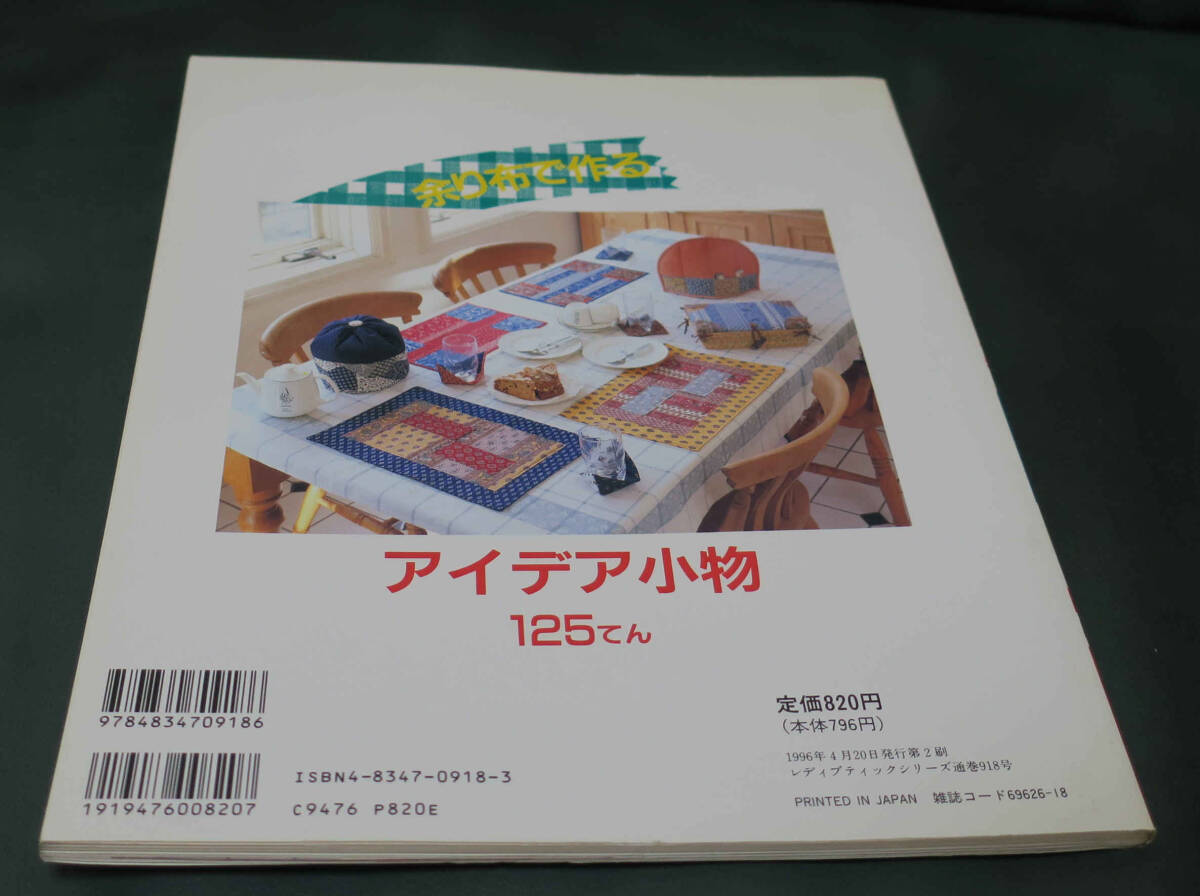 余り布で作る
アイデア小物
125てん
9784834709186
1919476008207
ISBN4-8347-0918-3
C9476 P820E
定価820円
(本体796円)
1996年4月20日発行第2刷
レディブティックシリーズ通巻918号
PRINTED IN JAPAN 雑誌コード69626-18